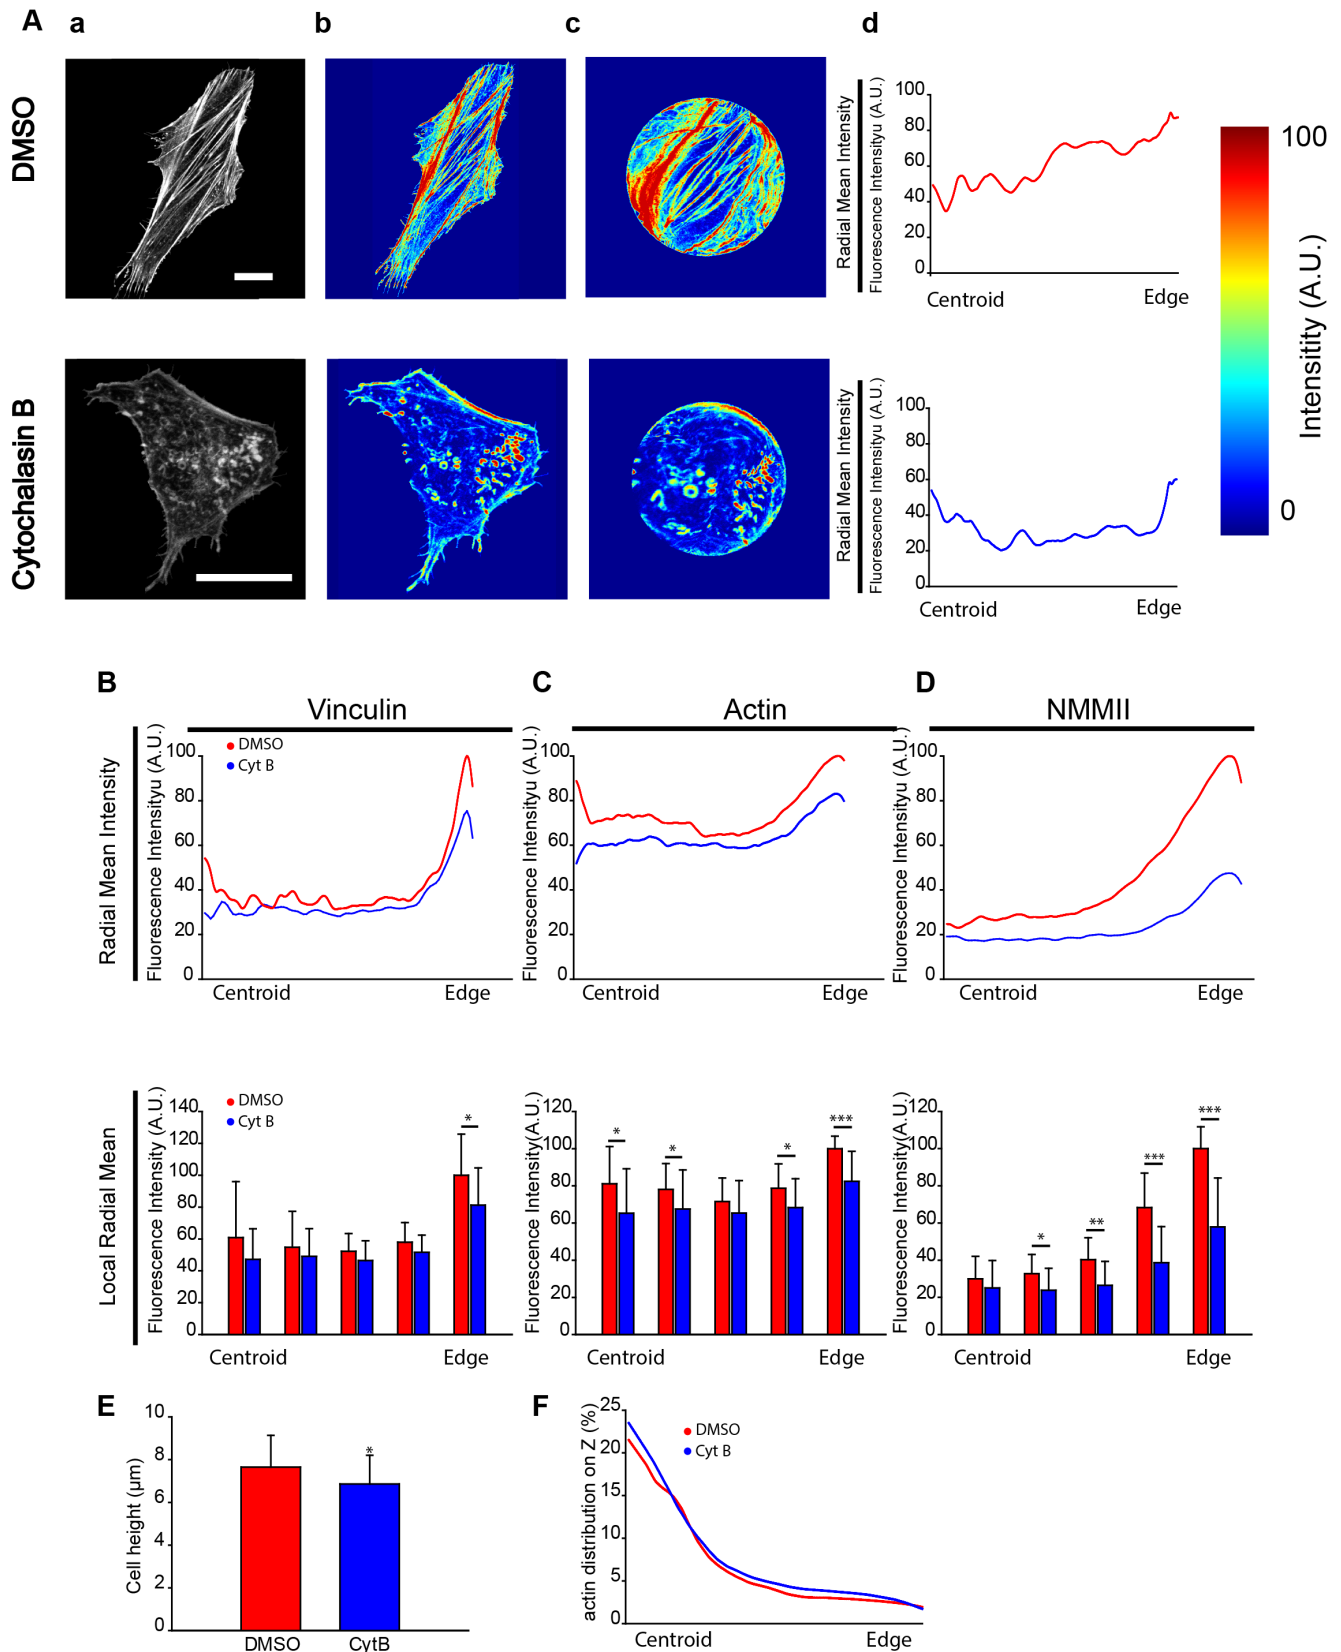 A a b c d
DMSO
Radial Mean Intensity
Fluorescence Intensityu (A.U.)
100
80
60
40
20
0
Centroid Edge
100
0
Intensitity (A.U.)
Cytochalasin B
Radial Mean Intensity
Fluorescence Intensityu (A.U.)
100
80
60
40
20
0
Centroid Edge
B
Vinculin
Radial Mean Intensity
Fluorescence Intensityu (A.U.)
DMSO
Cyt B
100
80
60
40
20
0
Centroid Edge
C
Actin
Fluorescence Intensityu (A.U.)
100
80
60
40
20
0
Centroid Edge
D
NMMII
Fluorescence Intensityu (A.U.)
100
80
60
40
20
0
Centroid Edge
Local Radial Mean
Fluorescence Intensity (A.U.)
DMSO
Cyt B
140
120
100
80
60
40
20
0
*
Centroid Edge
Fluorescence Intensity(A.U.)
120
100
80
60
40
20
0
* * * ***
Centroid Edge
Fluorescence Intensity(A.U.)
120
100
80
60
40
20
0
* ** *** ***
Centroid Edge
E
Cell height (µm)
10
8
6
4
2
0
*
DMSO CytB
F
actin distribution on Z (%)
DMSO
Cyt B
25
20
15
10
5
0
Centroid Edge